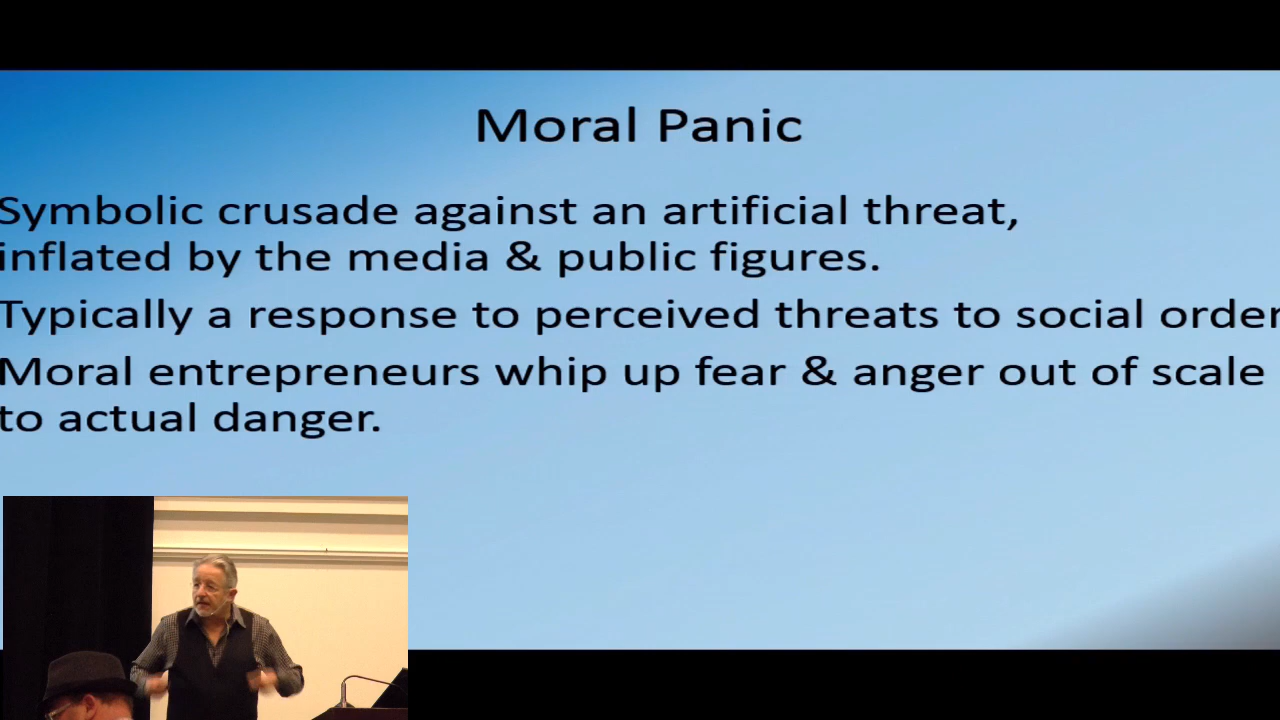 Moral Panic
Symbolic crusade against an artificial threat,
inflated by the media & public figures.
Typically a response to perceived threats to social order
Moral entrepreneurs whip up fear & anger out of scale
to actual danger.